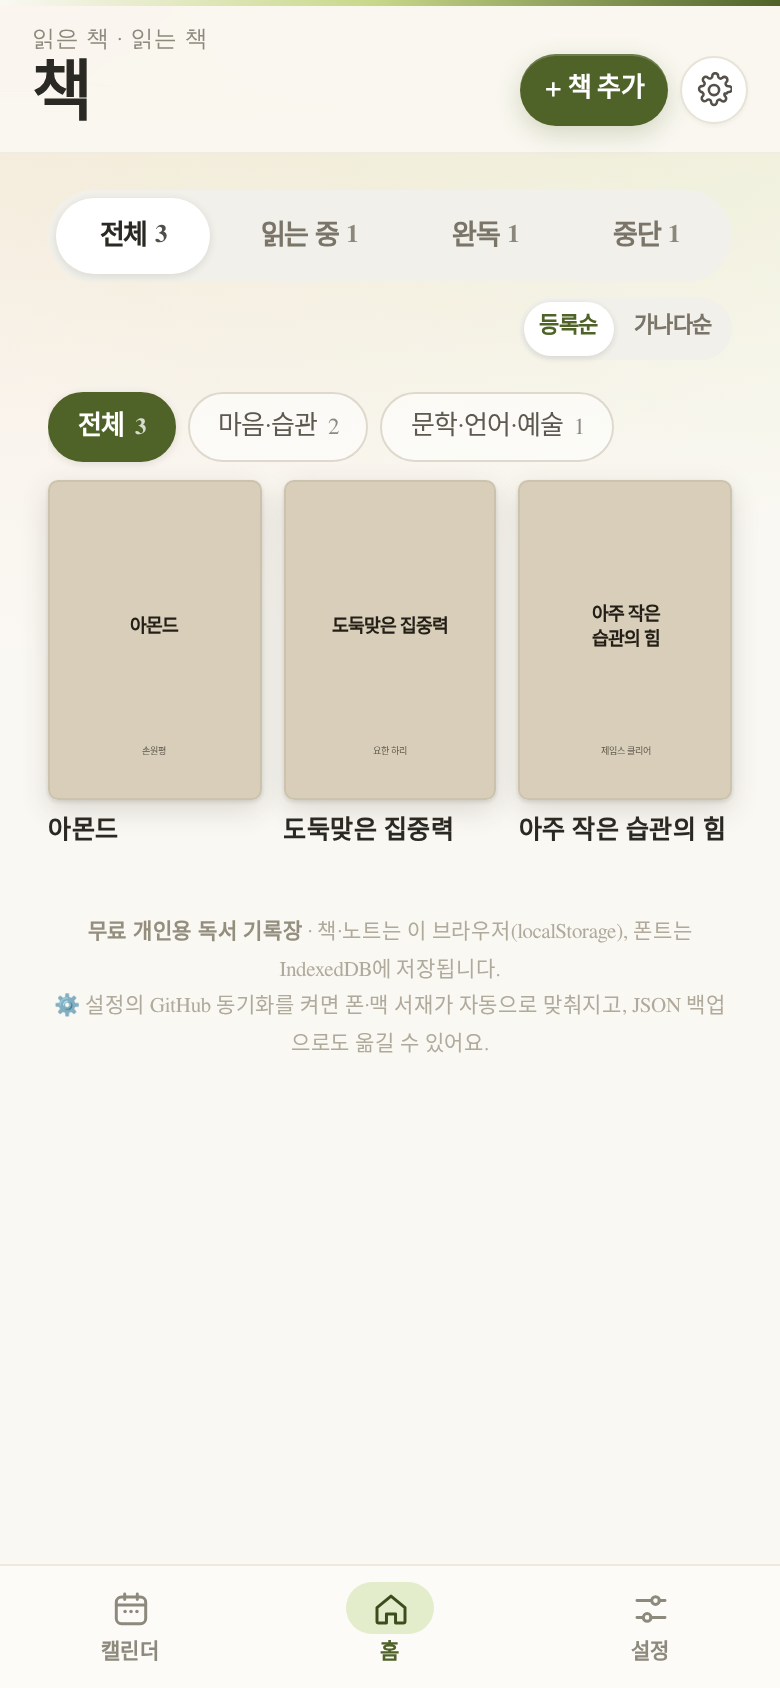 읽은 책 · 읽는 책
책
+ 책 추가
전체 3
읽는 중 1
완독 1
중단 1
등록순
가나다순
전체 3
마음·습관 2
문학·언어·예술 1
아몬드
손원평
도둑맞은 집중력
요한 하리
아주 작은
습관의 힘
제임스 클리어
아몬드
도둑맞은 집중력
아주 작은 습관의 힘
무료 개인용 독서 기록장 · 책·노트는 이 브라우저(localStorage), 폰트는
IndexedDB에 저장됩니다.
⚙️ 설정의 GitHub 동기화를 켜면 폰·맥 서재가 자동으로 맞춰지고, JSON 백업
으로도 옮길 수 있어요.
캘린더
홈
설정